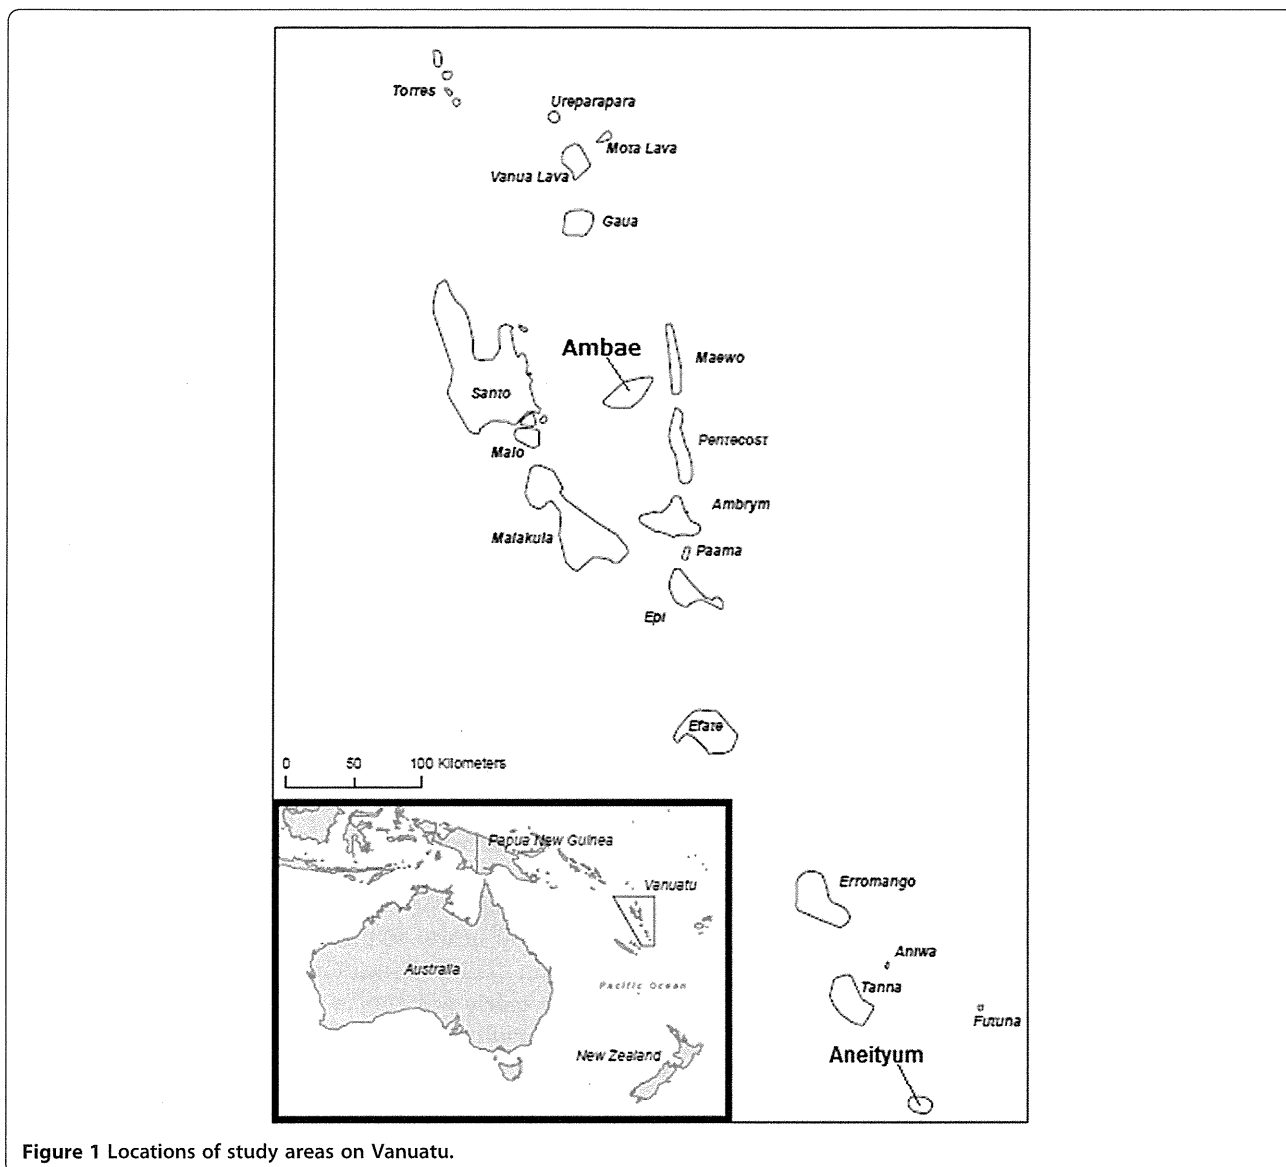 Torres
Ureparapara
Mota Lava
Vanua Lava
Gaua
Ambae
Maewo
Santo
Pentecost
Malo
Ambrym
Malakula
Paama
Epi
Efate
0 50 100 Kilometers
Papua New Guinea
Vanuatu
Erromango
Aniwa
Australia
Pacific Ocean
Tanna
Futuna
New Zealand
Aneityum
Figure 1 Locations of study areas on Vanuatu.